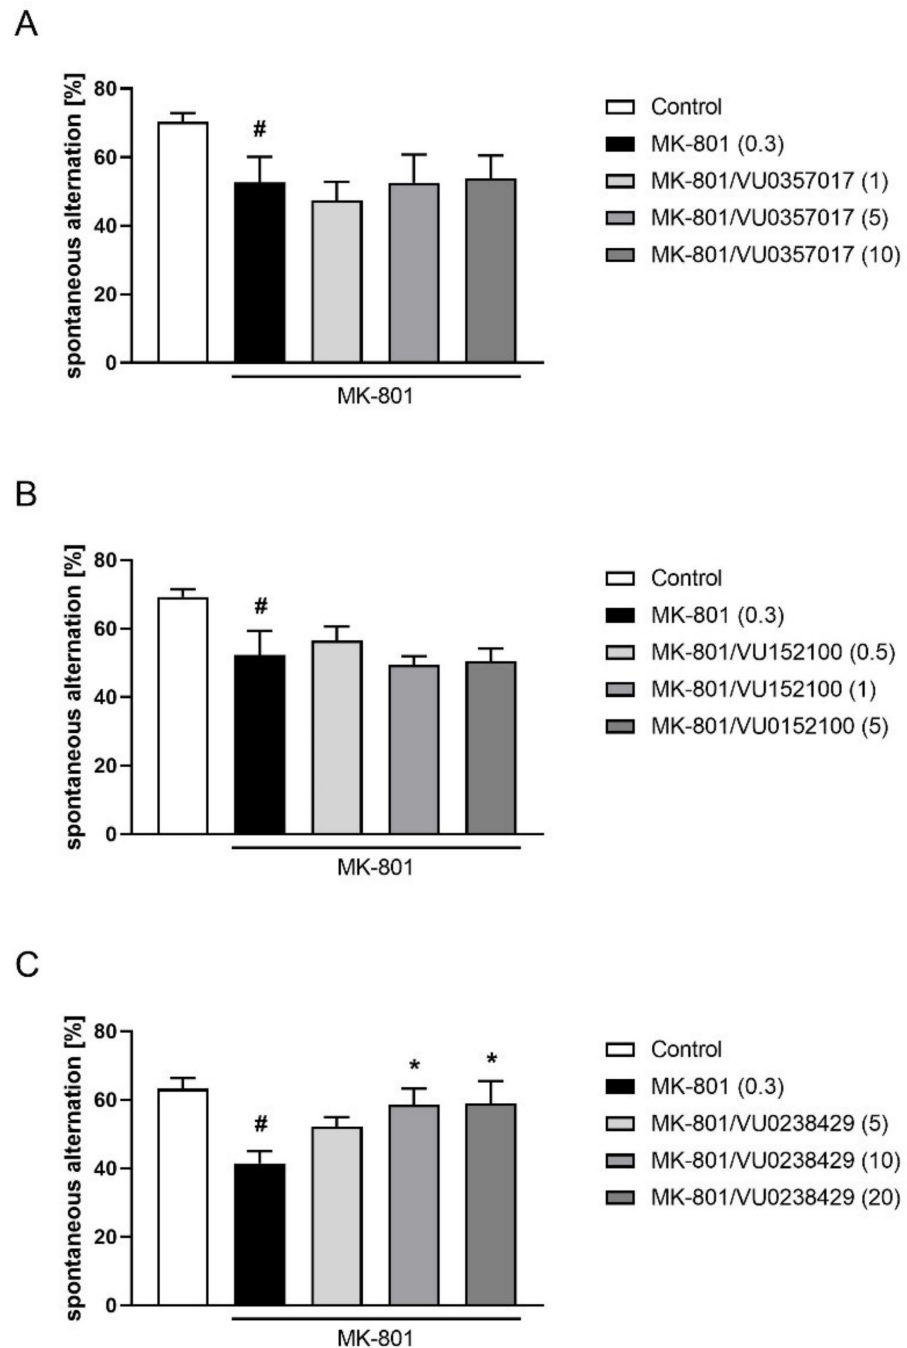 A
spontaneous alternation [%]
80
60
40
20
0
#
MK-801
Control
MK-801 (0.3)
MK-801/VU0357017 (1)
MK-801/VU0357017 (5)
MK-801/VU0357017 (10)
B
spontaneous alternation [%]
80
60
40
20
0
#
MK-801
Control
MK-801 (0.3)
MK-801/VU152100 (0.5)
MK-801/VU152100 (1)
MK-801/VU0152100 (5)
C
spontaneous alternation [%]
80
60
40
20
0
#
*
*
MK-801
Control
MK-801 (0.3)
MK-801/VU0238429 (5)
MK-801/VU0238429 (10)
MK-801/VU0238429 (20)